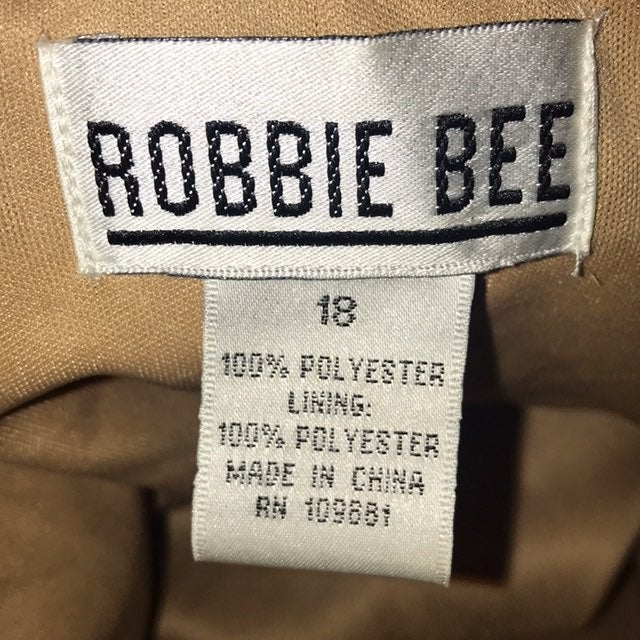 ROBBIE BEE
18
100% POLYESTER
LINING:
100% POLYESTER
MADE IN CHINA
RN 109881